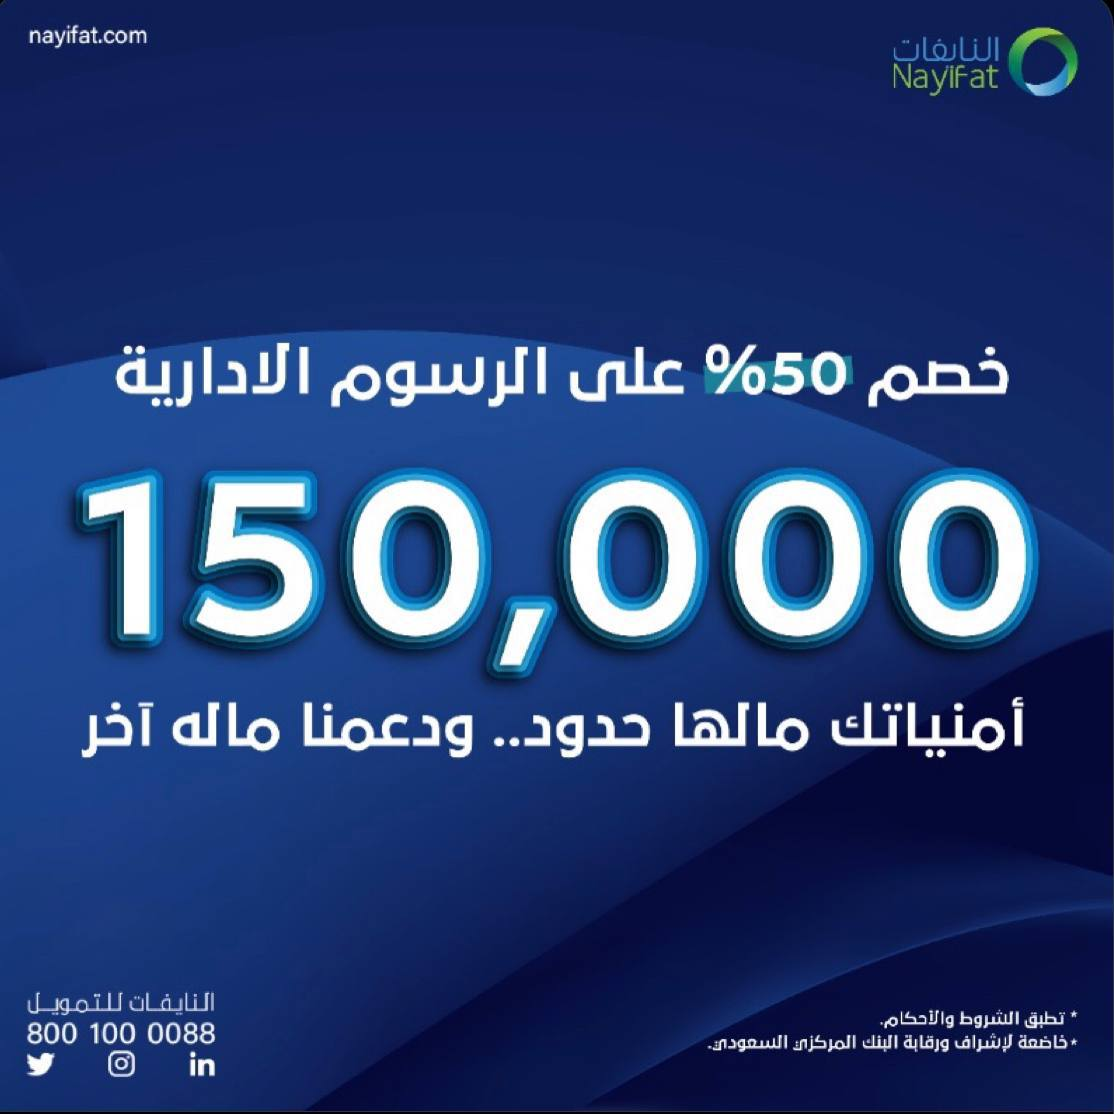 nayifat.com
النايفات
Nayifat
خصم 50% على الرسوم الادارية
150,000
أمنياتك مالها حدود.. ودعمنا ماله آخر
النايفات للتمويل
800 100 0088
* تطبق الشروط والأحكام.
*خاضعة لإشراف ورقابة البنك المركزي السعودي.
in